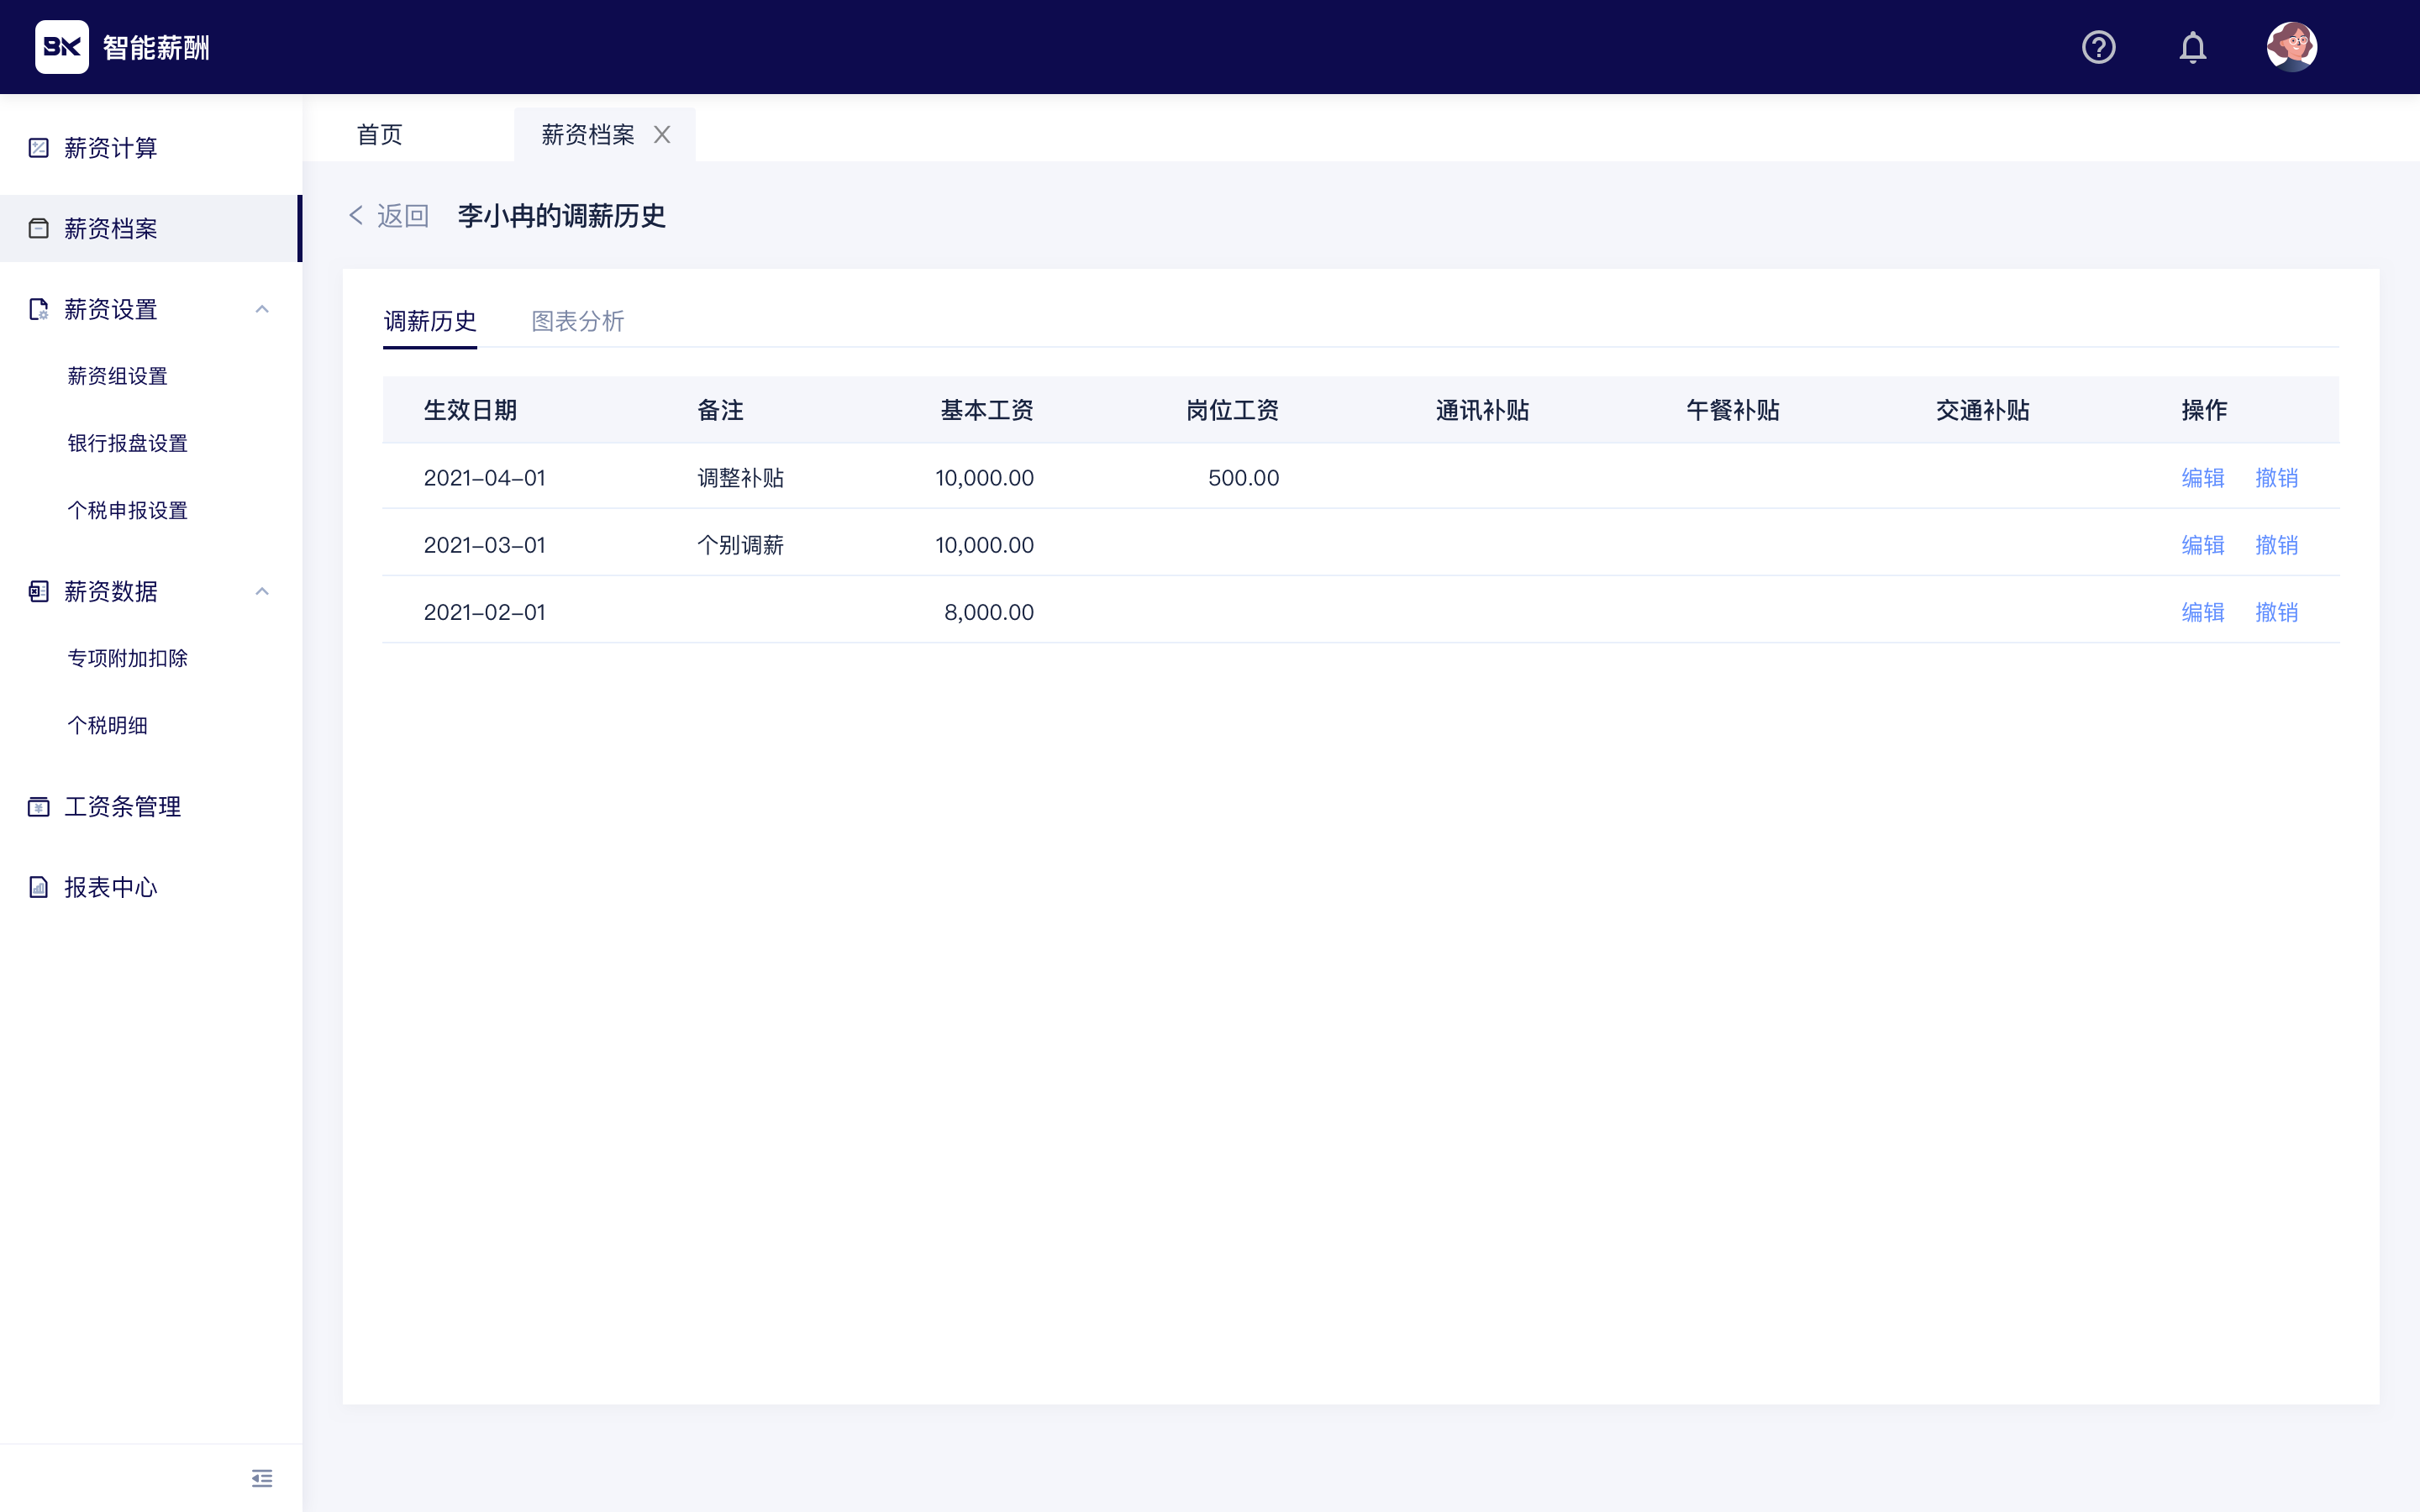 BK 智能薪酬
首页 薪资档案
薪资计算
薪资档案
薪资设置
薪资组设置
银行报盘设置
个税申报设置
薪资数据
专项附加扣除
个税明细
工资条管理
报表中心
返回 李小冉的调薪历史
调薪历史 图表分析
生效日期 备注 基本工资 岗位工资 通讯补贴 午餐补贴 交通补贴 操作
2021-04-01 调整补贴 10,000.00 500.00 编辑 撤销
2021-03-01 个别调薪 10,000.00 编辑 撤销
2021-02-01 8,000.00 编辑 撤销